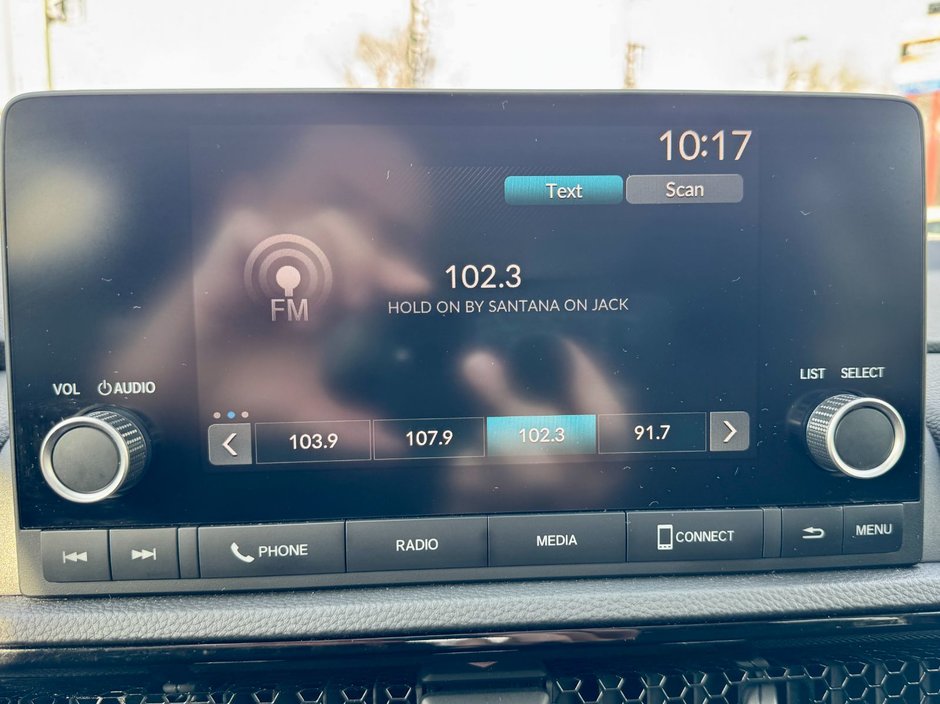 10:17
Text Scan
102.3
FM HOLD ON BY SANTANA ON JACK
VOL AUDIO LIST SELECT
103.9 107.9 102.3 91.7
PHONE RADIO MEDIA CONNECT MENU